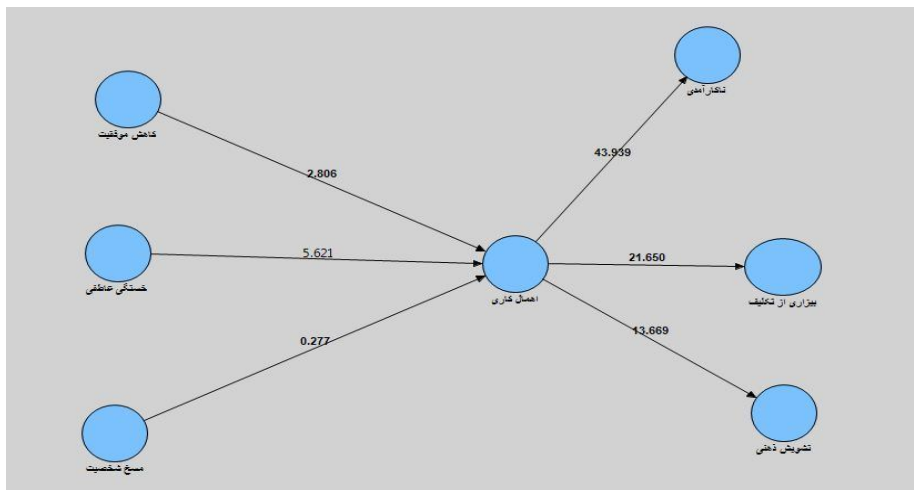 ناکارآمدی
کاهش موفقیت
43.939
2.806
خستگی عاطفی
5.621
اهمال کاری
21.650
بیزاری از تکلیف
0.277
13.669
مسخ شخصیت
تشویش ذهنی